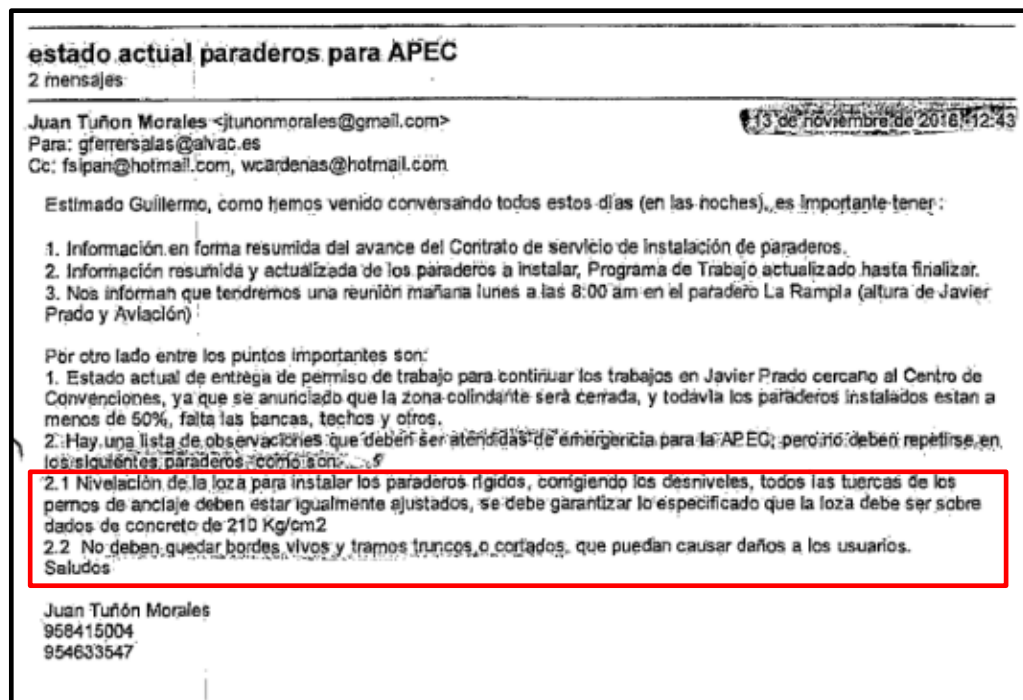 estado actual paraderos para APEC
2 mensajes
Juan Tuñon Morales <jtunonmorales@gmail.com>
13 de noviembre de 2016, 12:43
Para: gferrersalas@alvac.es
Cc: fsipan@hotmail.com, wcardenas@hotmail.com
Estimado Guillermo, como hemos venido conversando todos estos días (en las noches), es importante tener :
1. Información en forma resumida del avance del Contrato de servicio de instalación de paraderos.
2. Información resumida y actualizada de los paraderos a instalar, Programa de Trabajo actualizado hasta finalizar.
3. Nos informan que tendremos una reunión mañana lunes a las 8:00 am en el paradero La Rampla (altura de Javier
Prado y Aviación)
Por otro lado entre los puntos importantes son:
1. Estado actual de entrega de permiso de trabajo para continuar los trabajos en Javier Prado cercano al Centro de
Convenciones, ya que se anunciado que la zona colindante será cerrada, y todavía los paraderos instalados estan a
menos de 50%, falta las bancas, techos y otros.
2. Hay una lista de observaciones que deben ser atendidas de emergencia para la APEC; pero no deben repetirse en
los siguientes paraderos como son:
2.1 Nivelación de la loza para instalar los paraderos rígidos, corrigiendo los desniveles, todos las tuercas de los
pernos de anclaje deben estar igualmente ajustados, se debe garantizar lo especificado que la loza debe ser sobre
dados de concreto de 210 Kg/cm2
2.2 No deben quedar bordes vivos y tramos truncos o cortados, que puedan causar daños a los usuarios.
Saludos
Juan Tuñón Morales
958415004
954633547